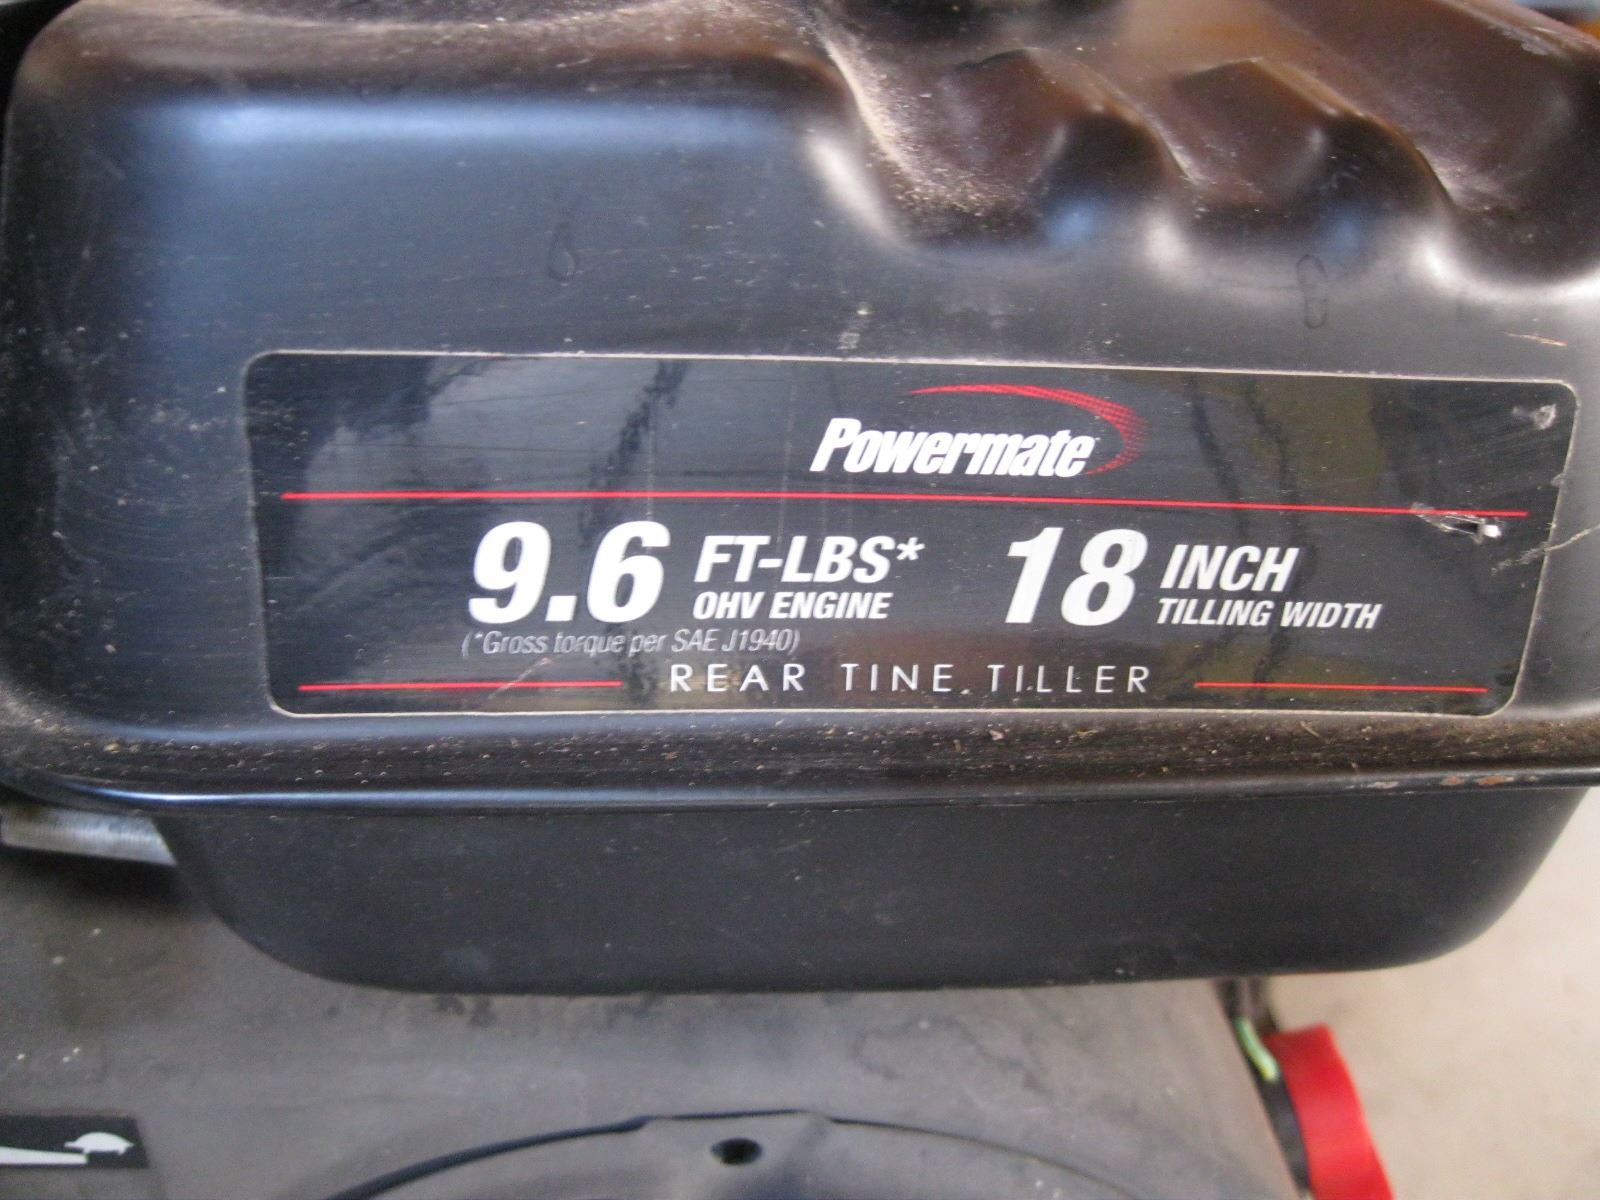 Powermate
9.6 FT-LBS* OHV ENGINE
18 INCH TILLING WIDTH
(*Gross torque per SAE J1940)
REAR TINE TILLER